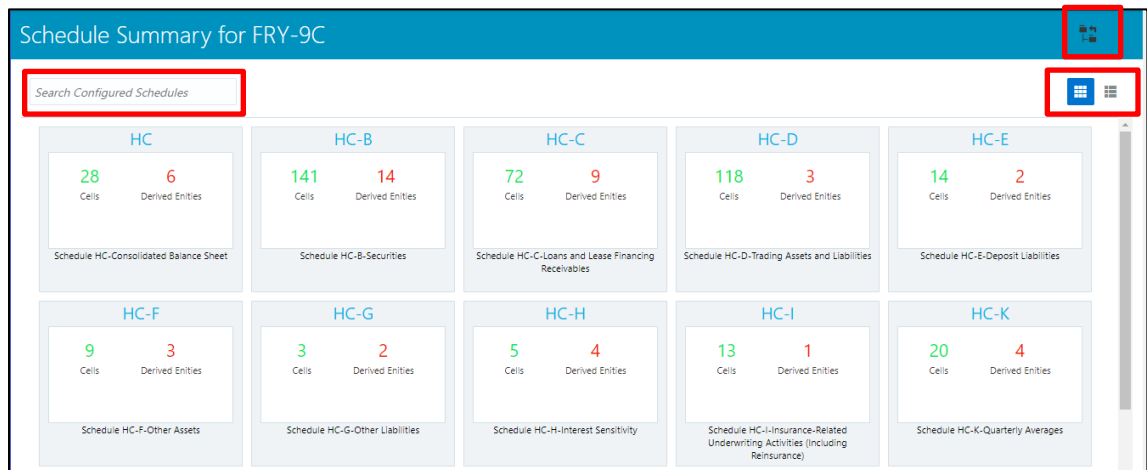 Schedule Summary for FRY-9C
Search Configured Schedules
HC HC-B HC-C HC-D HC-E
28 6 141 14 72 9 118 3 14 2
Cells Derived Enities Cells Derived Enities Cells Derived Enities Cells Derived Enities Cells Derived Enities
Schedule HC-Consolidated Balance Sheet Schedule HC-B-Securities Schedule HC-C-Loans and Lease Financing Schedule HC-D-Trading Assets and Liabilities Schedule HC-E-Deposit Liabilities
Receivables
HC-F HC-G HC-H HC-I HC-K
9 3 3 2 5 4 13 1 20 4
Cells Derived Enities Cells Derived Enities Cells Derived Enities Cells Derived Enities Cells Derived Enities
Schedule HC-F-Other Assets Schedule HC-G-Other Liabilities Schedule HC-H-Interest Sensitivity Schedule HC-I-Insurance-Related Schedule HC-K-Quarterly Averages
Underwriting Activities (Including
Reinsurance)